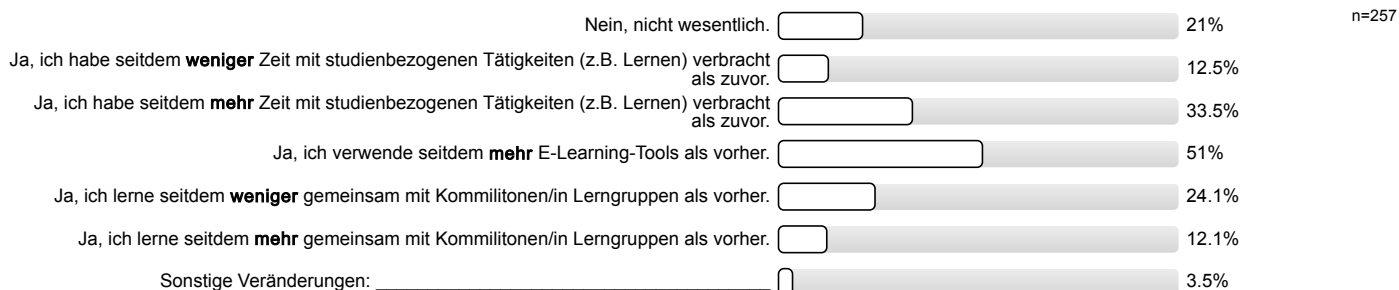 n=257
Nein, nicht wesentlich. 21%
Ja, ich habe seitdem weniger Zeit mit studienbezogenen Tätigkeiten (z.B. Lernen) verbracht
als zuvor. 12.5%
Ja, ich habe seitdem mehr Zeit mit studienbezogenen Tätigkeiten (z.B. Lernen) verbracht
als zuvor. 33.5%
Ja, ich verwende seitdem mehr E-Learning-Tools als vorher. 51%
Ja, ich lerne seitdem weniger gemeinsam mit Kommilitonen/in Lerngruppen als vorher. 24.1%
Ja, ich lerne seitdem mehr gemeinsam mit Kommilitonen/in Lerngruppen als vorher. 12.1%
Sonstige Veränderungen: ______________________________________ 3.5%